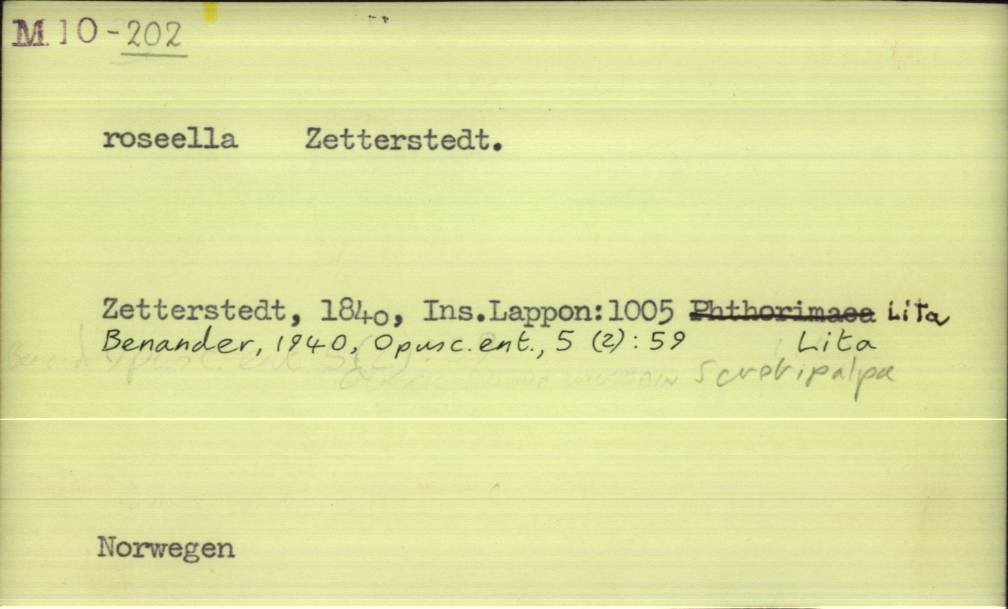 M 10-202
roseella Zetterstedt.
Zetterstedt, 1840, Ins.Lappon:1005 Phthorimaea Lita
Benander, 1940, Opusc. ent., 5 (2): 59 Lita
Scrobipalpa
Norwegen